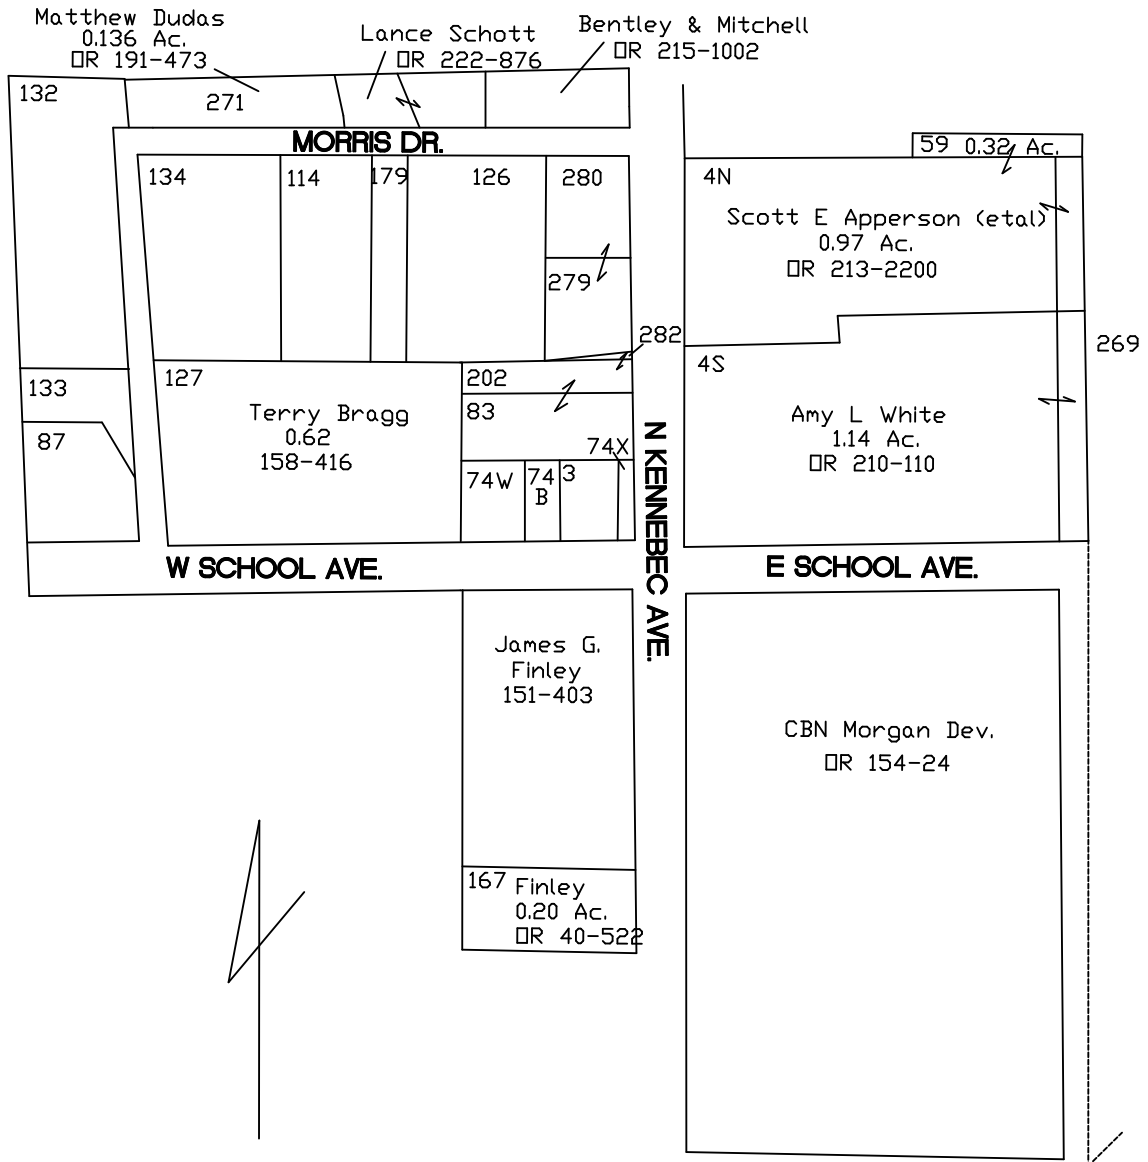 Matthew Dudas
0.136 Ac.
OR 191-473
Lance Schott
OR 222-876
Bentley & Mitchell
OR 215-1002
132
271
MORRIS DR.
59 0.32 Ac.
134
114
179
126
280
4N
Scott E Apperson (etal)
0.97 Ac.
OR 213-2200
279
282
269
133
127
202
4S
Terry Bragg
0.62
158-416
83
Amy L White
1.14 Ac.
OR 210-110
87
74X
74W
74
B
3
N KENNEBEC AVE.
W SCHOOL AVE.
E SCHOOL AVE.
James G.
Finley
151-403
CBN Morgan Dev.
OR 154-24
167 Finley
0.20 Ac.
OR 40-522